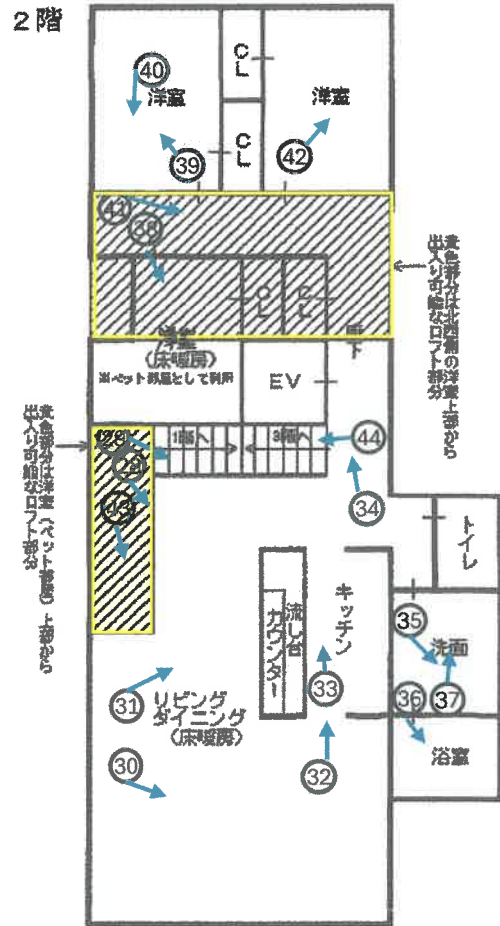 2階
40
洋室
CL
洋室
CL
39
42
41
38
CL
CL
黄色部分は北西側の洋室上部から
出入り可能なロフト部分
洋室
(床暖房)
※ペット部屋として利用
廊下
EV
黄色部分は洋室(ペット部屋)上部から
出入り可能なロフト部分
28
29
43
1階へ
3階へ
44
34
トイレ
キッチン
流し台
カウンター
35
洗面
31
リビング
ダイニング
(床暖房)
33
36
37
浴室
30
32